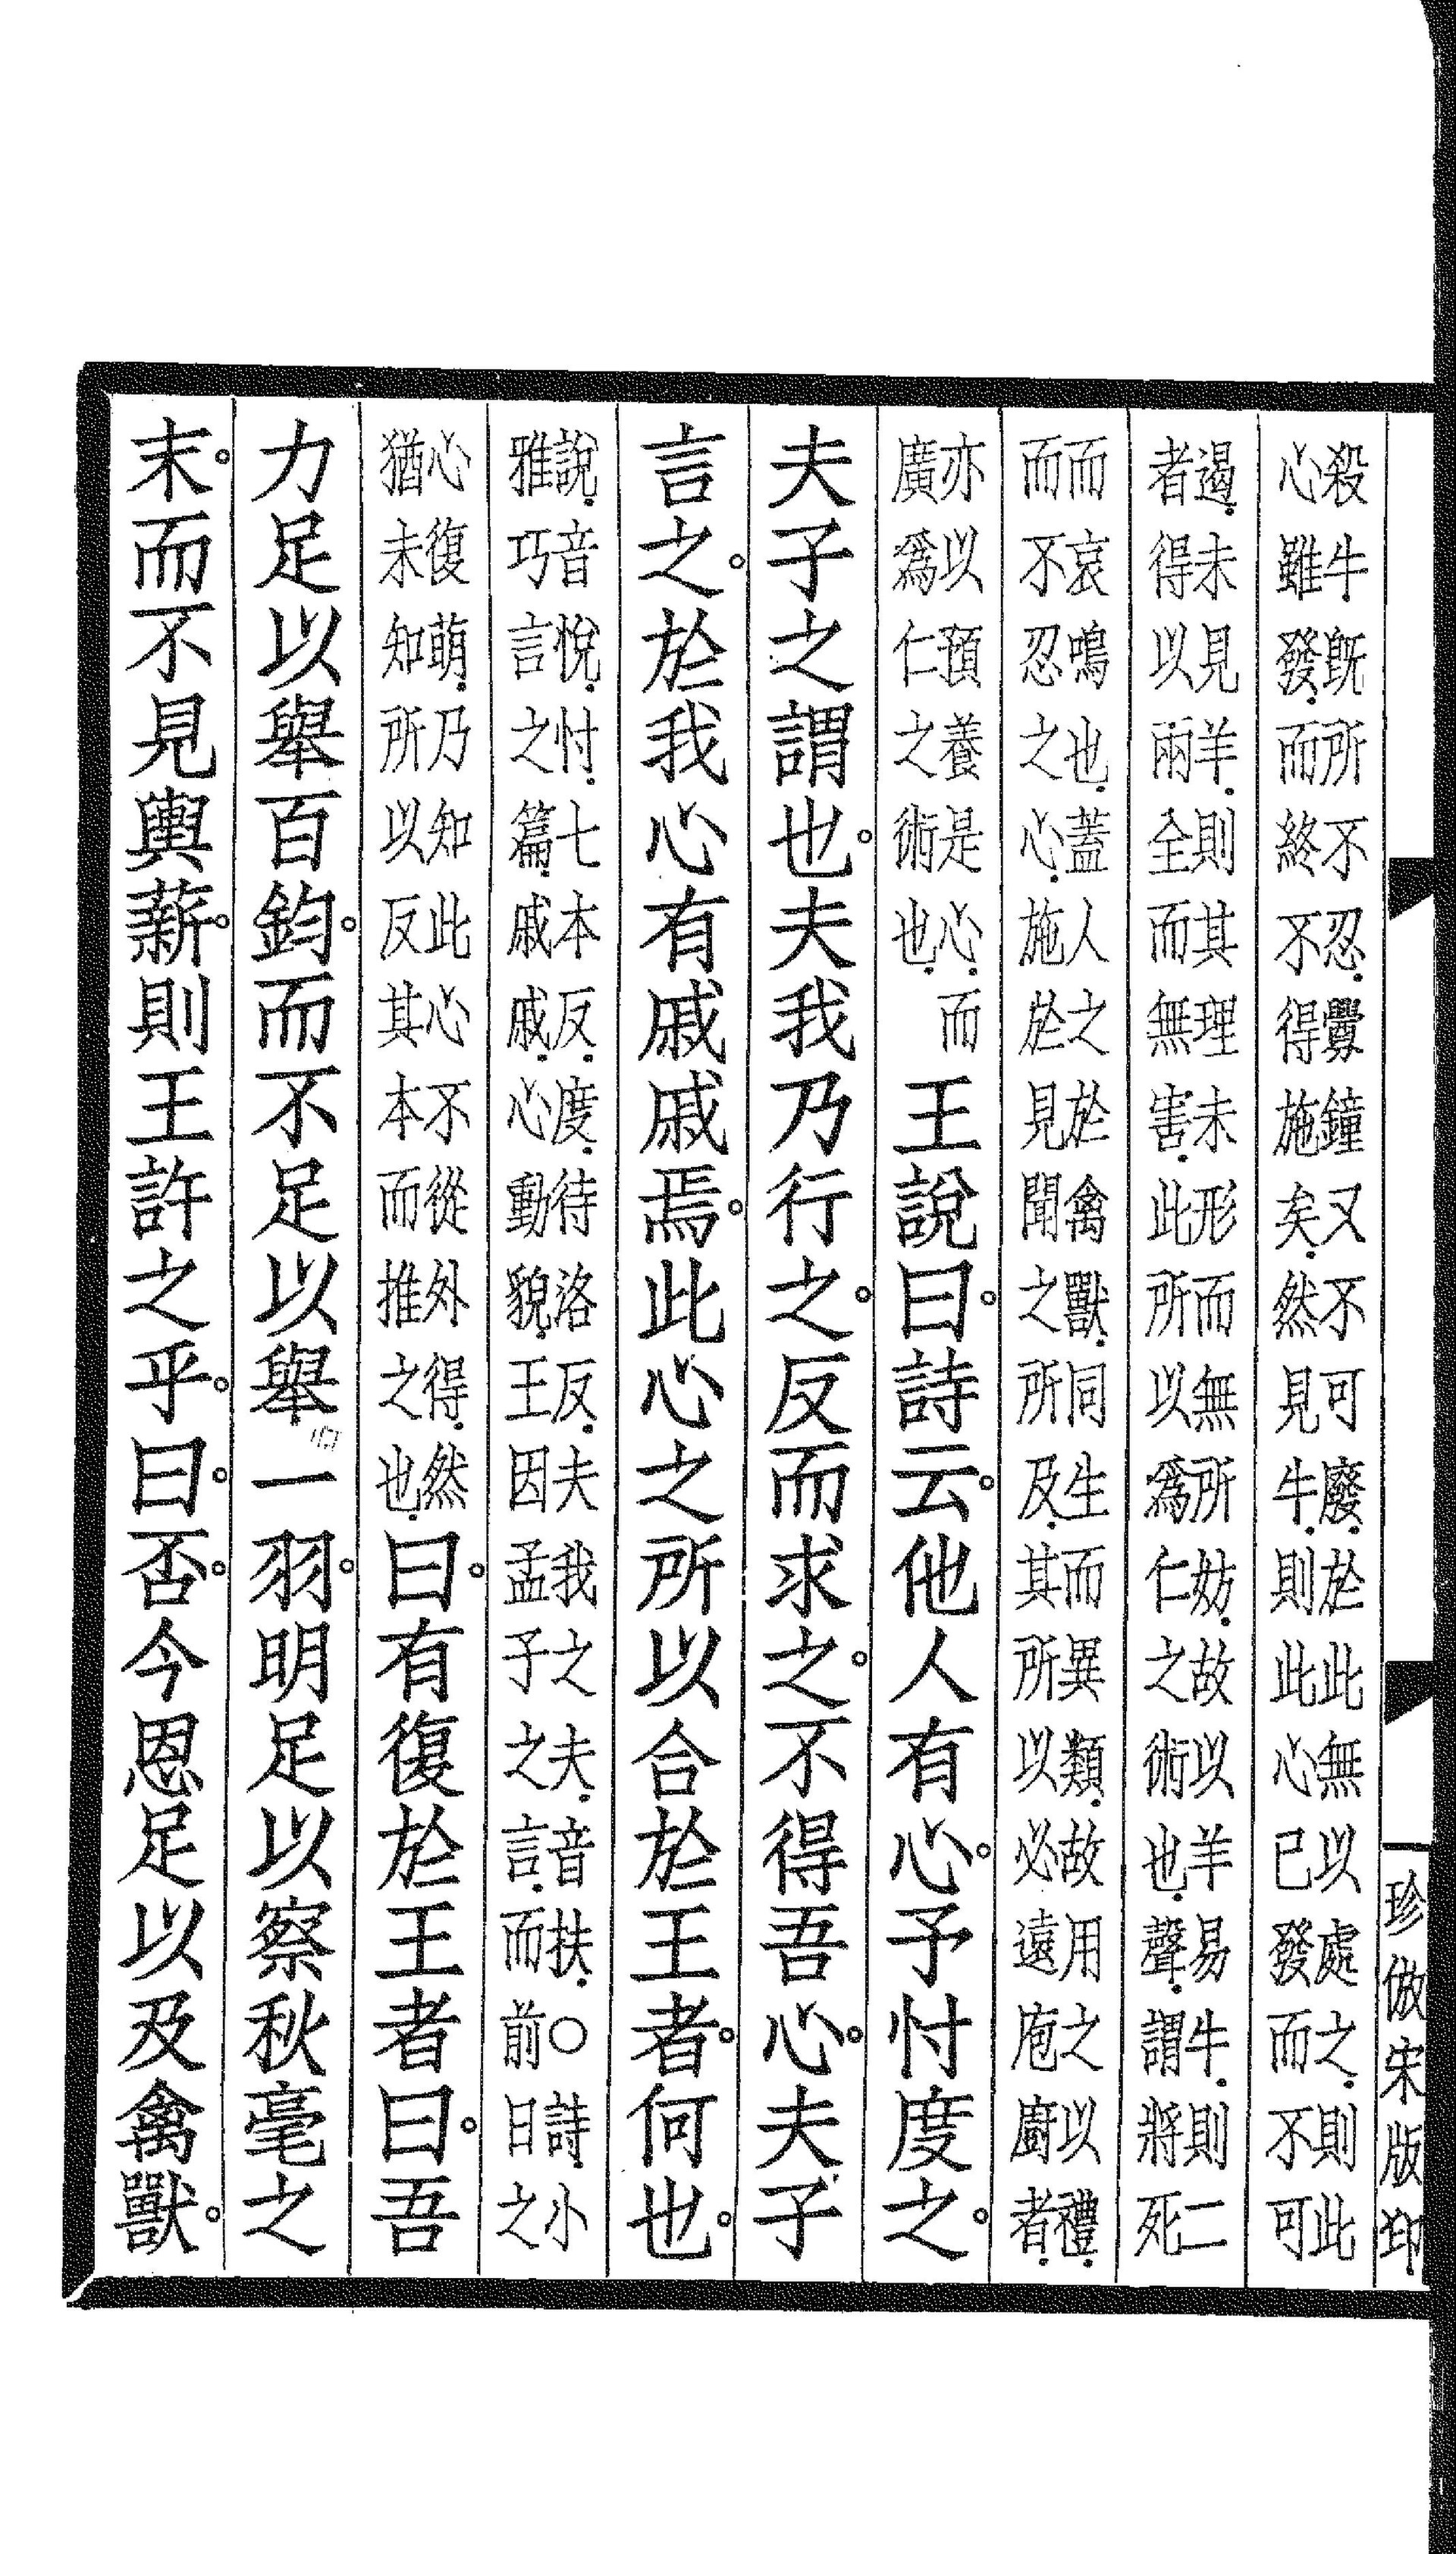 珍倣宋版印
殺牛既所不忍釁鐘又不可廢於此無以處之則此
心雖發而終不得施矣然見牛則此心已發而不可
遏未見羊則其理未形而無所妨故以羊易牛則二
者得以兩全而無害此所以爲仁之術也聲謂將死
而哀鳴也蓋人之於禽獸同生而異類故用之以禮
而不忍之心施於見聞之所及其所以必遠庖廚者
亦以預養是心而
廣爲仁之術也
王說曰詩云他人有心予忖度之
夫子之謂也夫我乃行之反而求之不得吾心夫子
言之於我心有戚戚焉此心之所以合於王者何也
說音悅忖七本反度待洛反夫我之夫音扶○詩小
雅巧言之篇戚戚心動貌王因孟子之言而前日之
心復萌乃知此心不從外得然
猶未知所以反其本而推之也
曰有復於王者曰吾
力足以舉百鈞而不足以舉一羽明足以察秋毫之
末而不見輿薪則王許之乎曰否今恩足以及禽獸